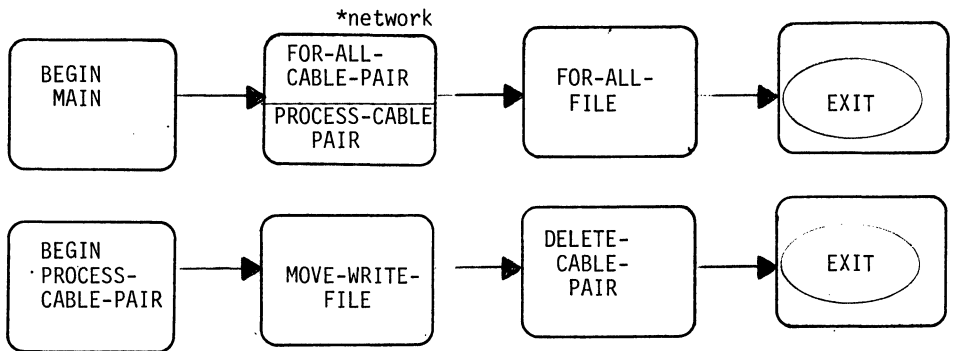 *network
BEGIN
MAIN
FOR-ALL-
CABLE-PAIR
PROCESS-CABLE
PAIR
FOR-ALL-
FILE
EXIT
BEGIN
PROCESS-
CABLE-PAIR
MOVE-WRITE-
FILE
DELETE-
CABLE-
PAIR
EXIT